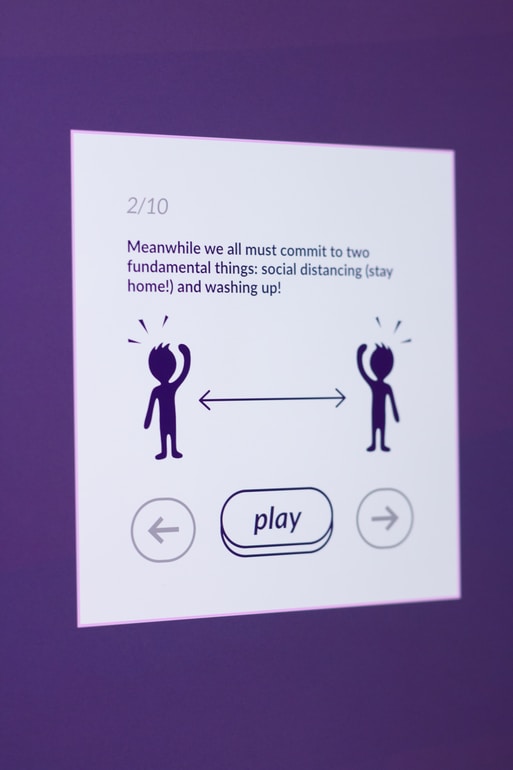 2/10
Meanwhile we all must commit to two
fundamental things: social distancing (stay
home!) and washing up!
play